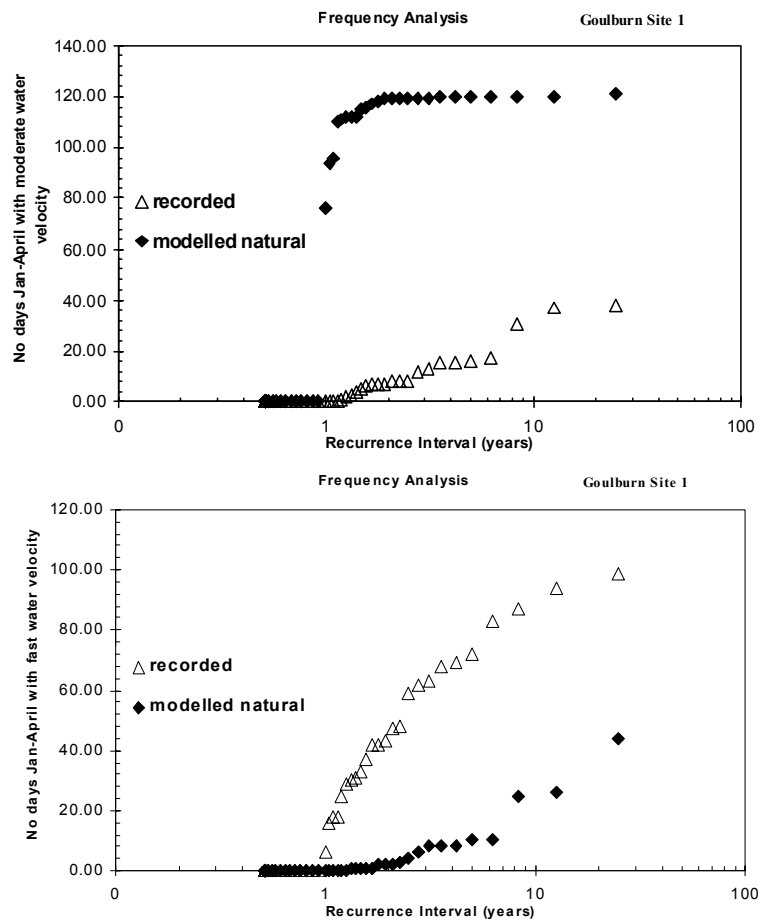 Frequency Analysis
Goulburn Site 1
140.00
120.00
100.00
80.00
60.00
40.00
20.00
0.00
No days Jan-April with moderate water
velocity
recorded
modelled natural
0
1
10
100
Recurrence Interval (years)
Frequency Analysis
Goulburn Site 1
120.00
100.00
80.00
60.00
40.00
20.00
0.00
No days Jan-April with fast water velocity
recorded
modelled natural
0
1
10
100
Recurrence Interval (years)